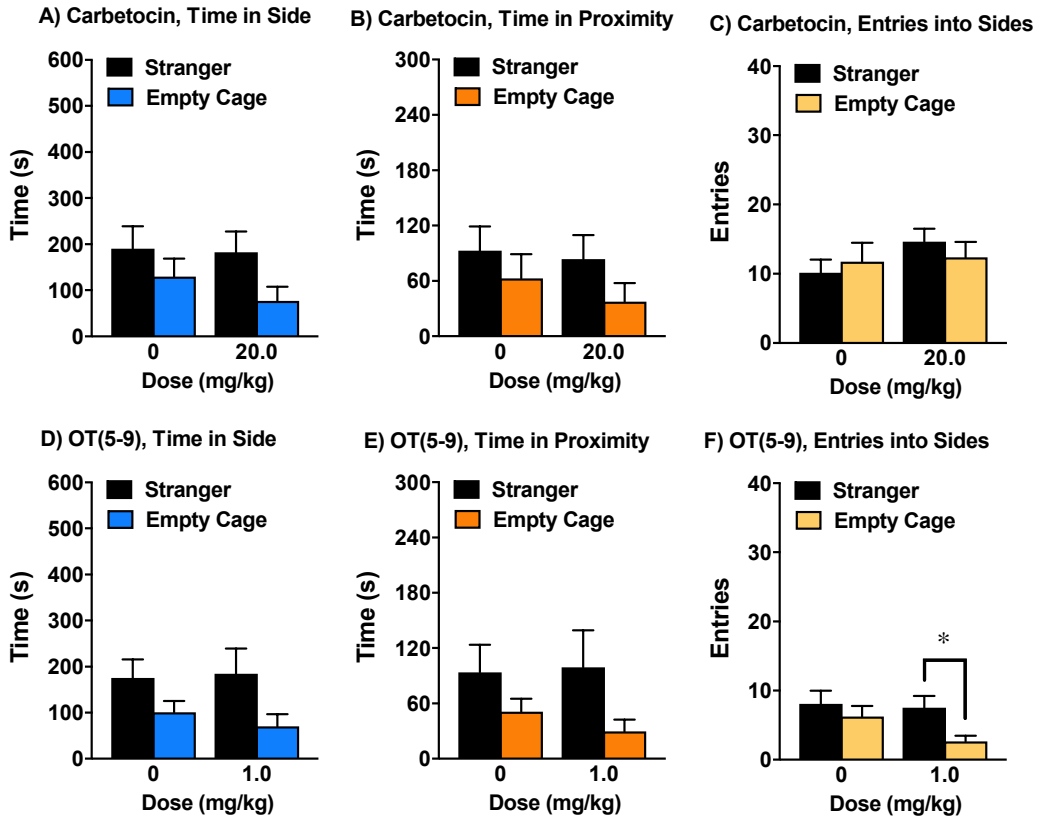 A) Carbetocin, Time in Side
Stranger
Empty Cage
Time (s)
600
500
400
300
200
100
0
0 20.0
Dose (mg/kg)
B) Carbetocin, Time in Proximity
Stranger
Empty Cage
Time (s)
300
240
180
120
60
0
0 20.0
Dose (mg/kg)
C) Carbetocin, Entries into Sides
Stranger
Empty Cage
Entries
40
30
20
10
0
0 20.0
Dose (mg/kg)
D) OT(5-9), Time in Side
Stranger
Empty Cage
Time (s)
600
500
400
300
200
100
0
0 1.0
Dose (mg/kg)
E) OT(5-9), Time in Proximity
Stranger
Empty Cage
Time (s)
300
240
180
120
60
0
0 1.0
Dose (mg/kg)
F) OT(5-9), Entries into Sides
Stranger
Empty Cage
Entries
40
30
20
10
0
*
0 1.0
Dose (mg/kg)